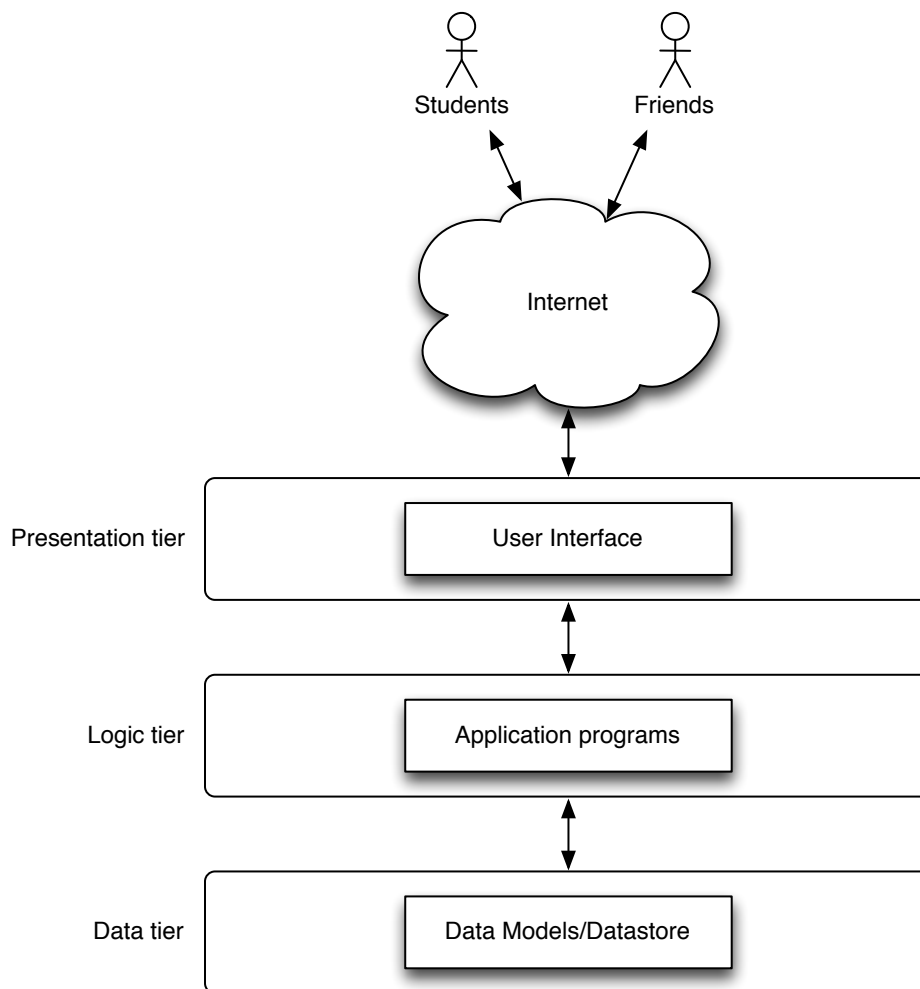 Students
Friends
Internet
Presentation tier
User Interface
Logic tier
Application programs
Data tier
Data Models/Datastore